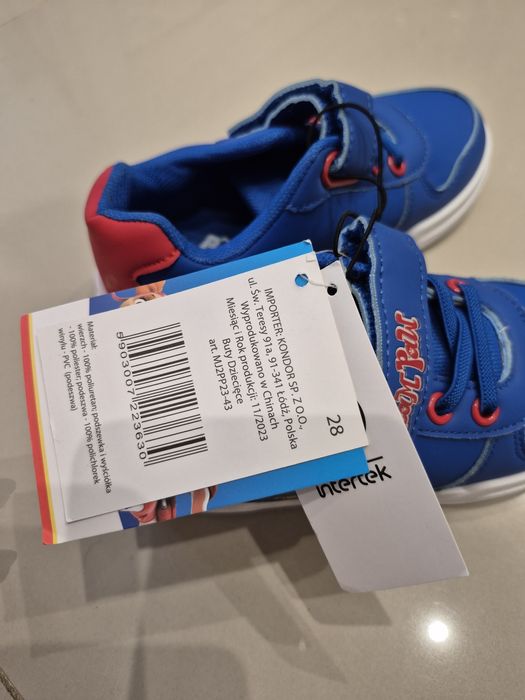 IMPORTER: KONDOR SP. Z O.O.,
ul. Św. Teresy 91a, 91-341 Łódź, Polska
Wyprodukowano w Chinach
Miesiąc i Rok produkcji: 11/2023
Buty Dziecięce
art. MJ2PP23-43
28
5903007223630
Materiał:
wierzch - 100% poliuretan; podszewka i wyściółka
- 100% poliester; podeszwa - 100% polichlorek
winylu - PVC (podeszwa)
intertek